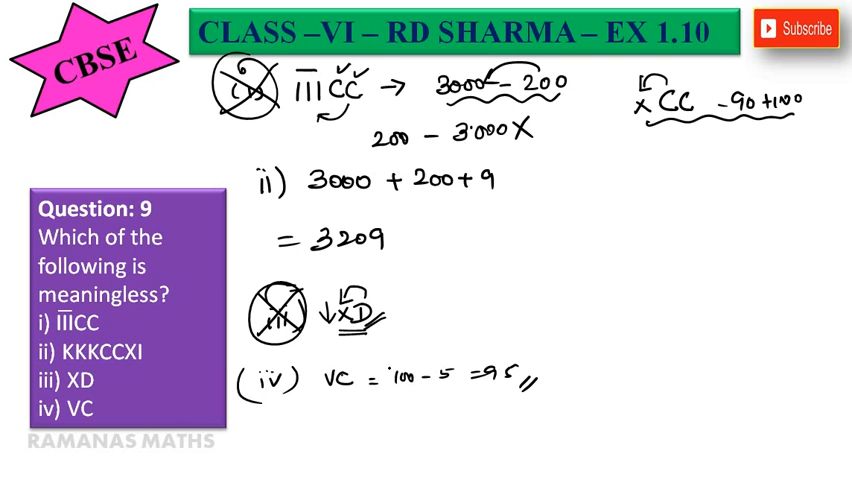 CBSE
CLASS –VI – RD SHARMA – EX 1.10
Subscribe
I̅I̅I̅CC → 3000 – 200
XCC –90 +100
200 – 3000 X
ii) 3000 + 200 + 9
= 3209
iii XD
(iv) VC = 100 – 5 = 95
Question: 9
Which of the
following is
meaningless?
i) I̅I̅I̅CC
ii) KKKCCXI
iii) XD
iv) VC
RAMANAS MATHS